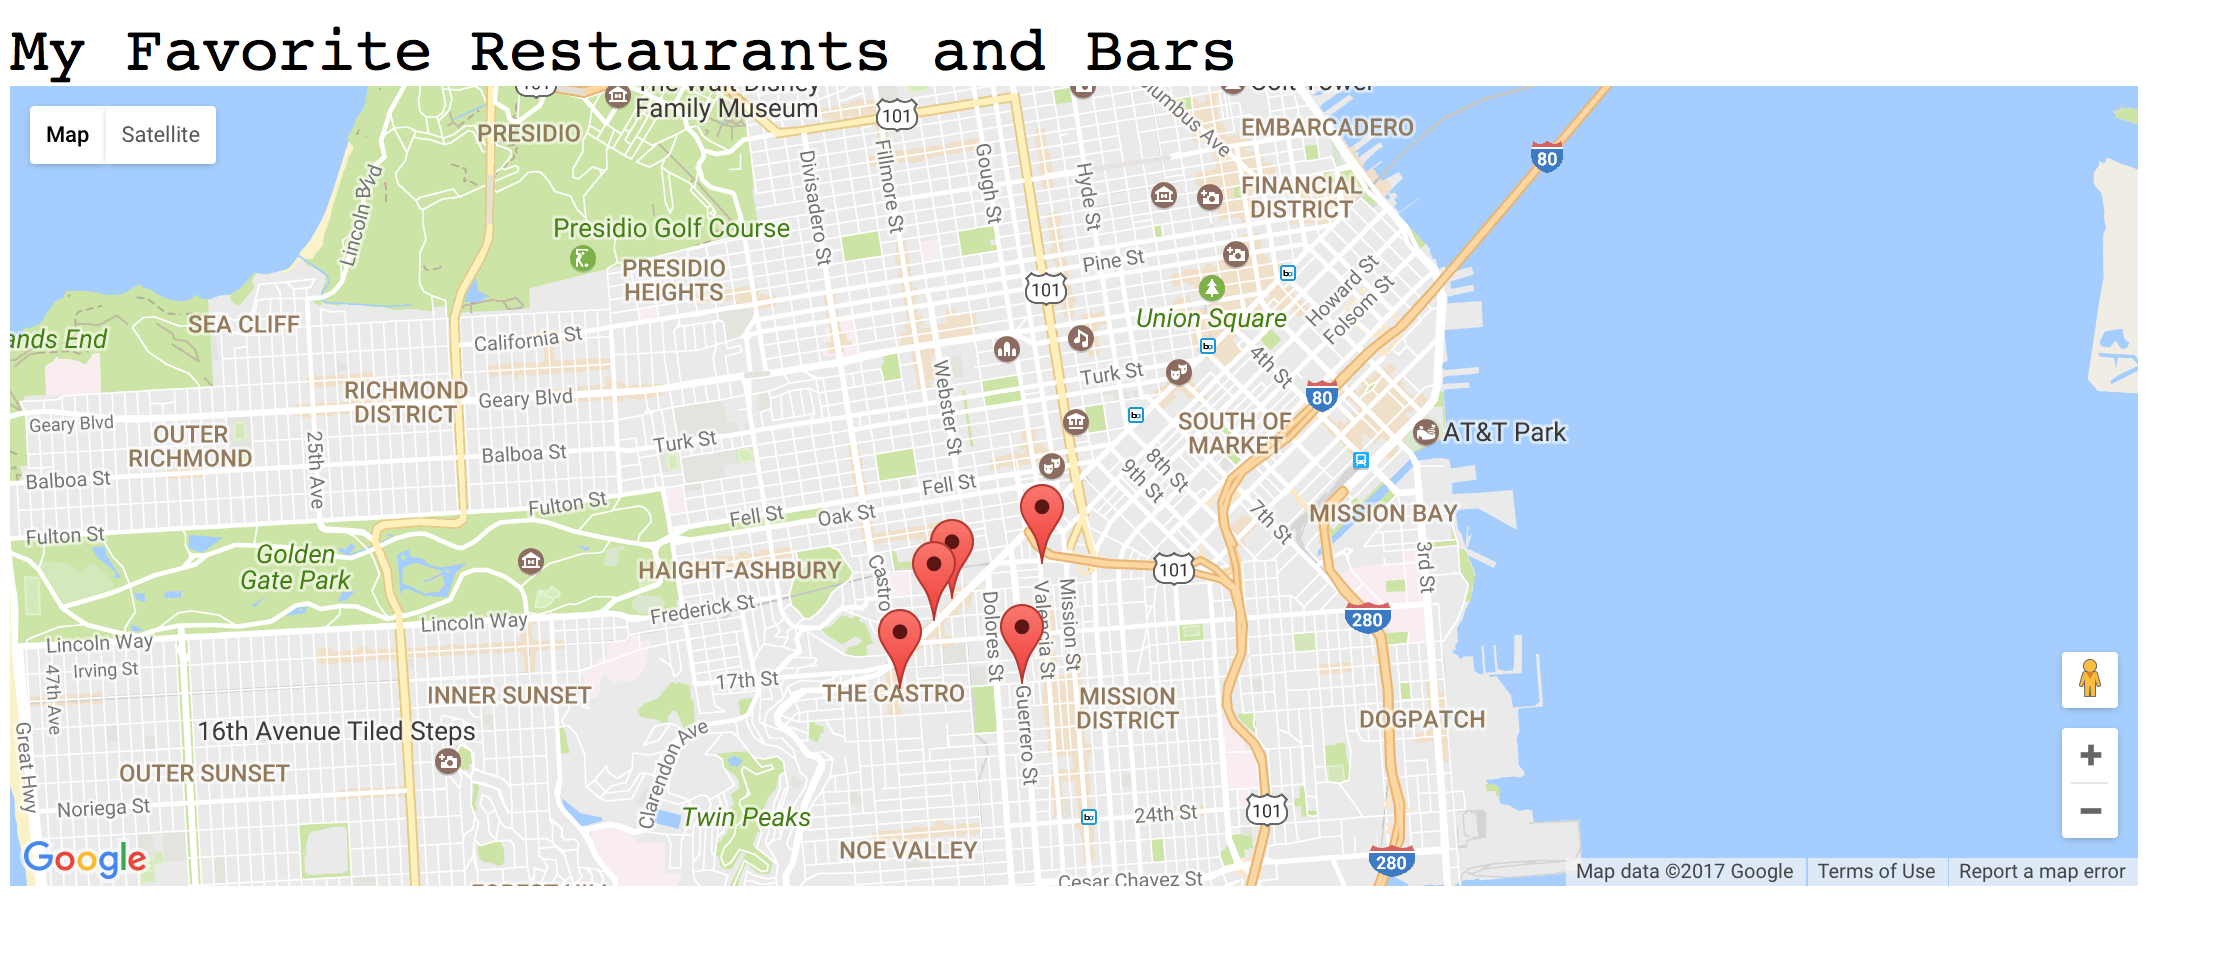 My Favorite Restaurants and Bars
Map
Satellite
101
The Walt Disney
Family Museum
PRESIDIO
101
Columbus Ave
Coit Tower
EMBARCADERO
80
Lincoln Blvd
Divisadero St
Fillmore St
Gough St
Hyde St
FINANCIAL
DISTRICT
Presidio Golf Course
PRESIDIO
HEIGHTS
Pine St
101
Howard St
Folsom St
SEA CLIFF
Union Square
ands End
California St
4th St
Turk St
Webster St
RICHMOND
DISTRICT
Geary Blvd
80
Geary Blvd
OUTER
RICHMOND
25th Ave
SOUTH OF
MARKET
AT&T Park
Turk St
Balboa St
Balboa St
8th St
9th St
Fell St
Fulton St
Fell St
Oak St
7th St
MISSION BAY
Fulton St
Golden
Gate Park
HAIGHT-ASHBURY
Castro
101
3rd St
Frederick St
Dolores St
Valencia St
Mission St
280
Lincoln Way
Lincoln Way
Irving St
47th Ave
17th St
INNER SUNSET
THE CASTRO
Guerrero St
MISSION
DISTRICT
DOGPATCH
16th Avenue Tiled Steps
Great Hwy
OUTER SUNSET
Clarendon Ave
Noriega St
Twin Peaks
24th St
101
NOE VALLEY
280
Google
Cesar Chavez St
FOREST HILL
Map data ©2017 Google
Terms of Use
Report a map error